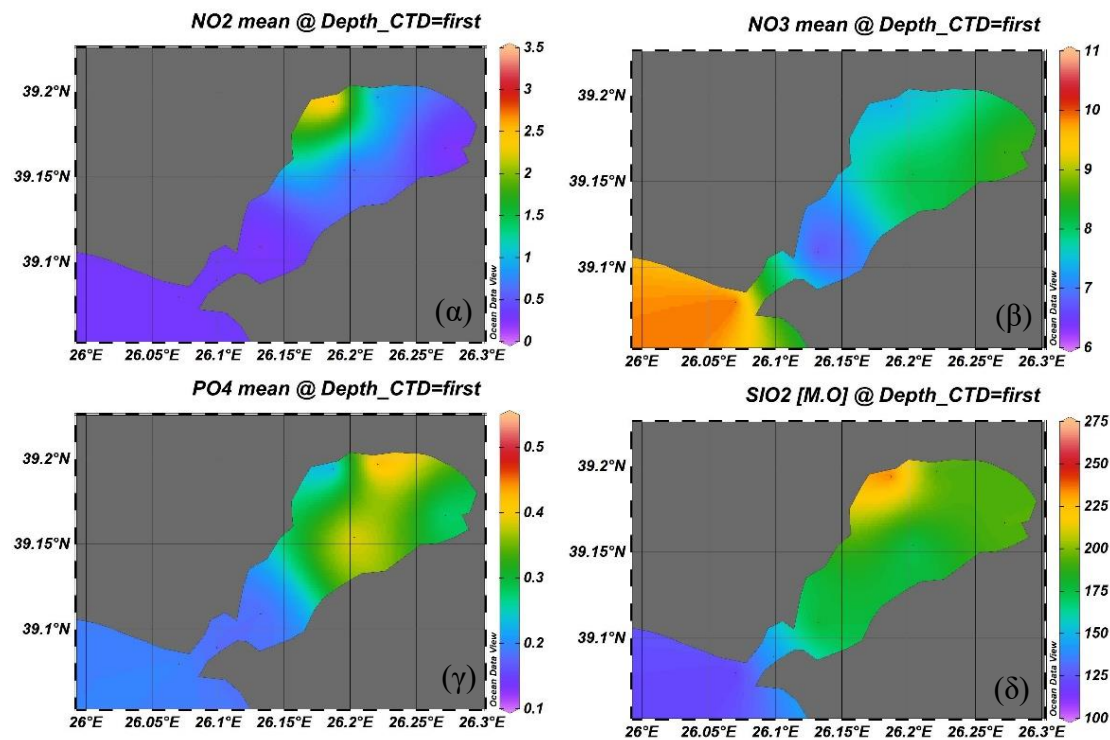 NO2 mean @ Depth_CTD=first
39.2°N
39.15°N
39.1°N
26°E 26.05°E 26.1°E 26.15°E 26.2°E 26.25°E 26.3°E
3.5
3
2.5
2
1.5
1
0.5
0
Ocean Data View
(α)
NO3 mean @ Depth_CTD=first
39.2°N
39.15°N
39.1°N
26°E 26.05°E 26.1°E 26.15°E 26.2°E 26.25°E 26.3°E
11
10
9
8
7
6
Ocean Data View
(β)
PO4 mean @ Depth_CTD=first
39.2°N
39.15°N
39.1°N
26°E 26.05°E 26.1°E 26.15°E 26.2°E 26.25°E 26.3°E
0.5
0.4
0.3
0.2
0.1
Ocean Data View
(γ)
SIO2 [M.O] @ Depth_CTD=first
39.2°N
39.15°N
39.1°N
26°E 26.05°E 26.1°E 26.15°E 26.2°E 26.25°E 26.3°E
275
250
225
200
175
150
125
100
Ocean Data View
(δ)